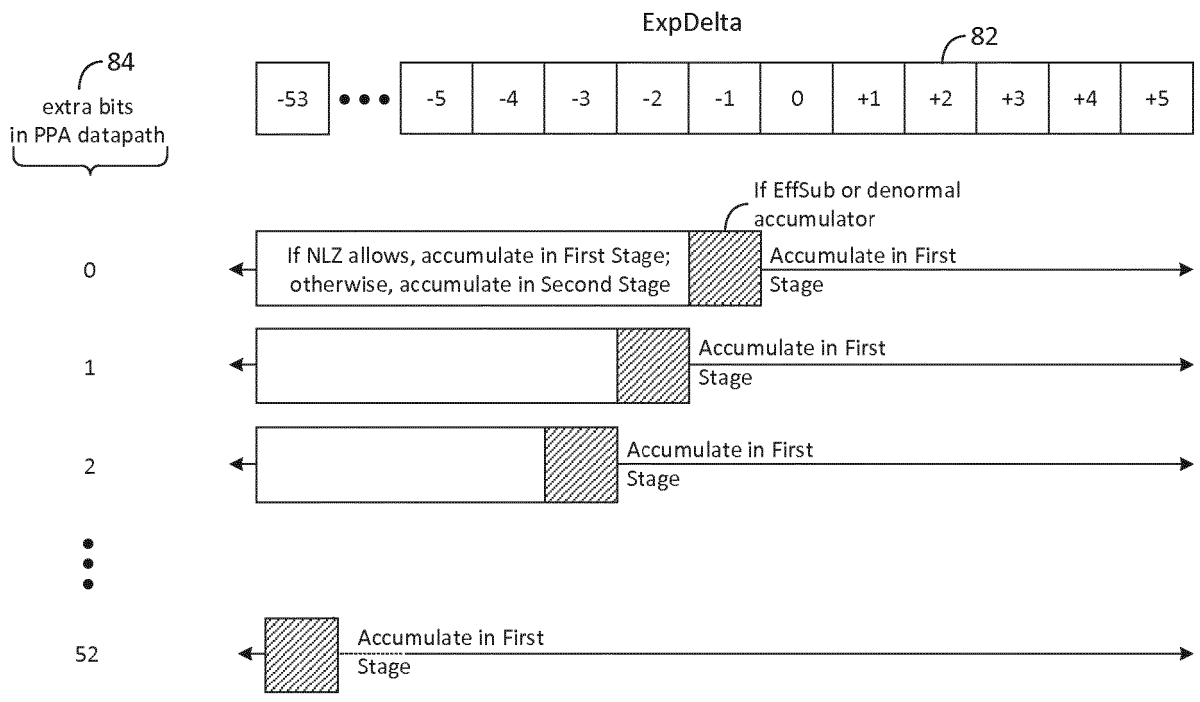 ExpDelta
82
84
extra bits
in PPA datapath
-53 -5 -4 -3 -2 -1 0 +1 +2 +3 +4 +5
If EffSub or denormal
accumulator
0
If NLZ allows, accumulate in First Stage;
otherwise, accumulate in Second Stage
Accumulate in First
Stage
1
Accumulate in First
Stage
2
Accumulate in First
Stage
52
Accumulate in First
Stage